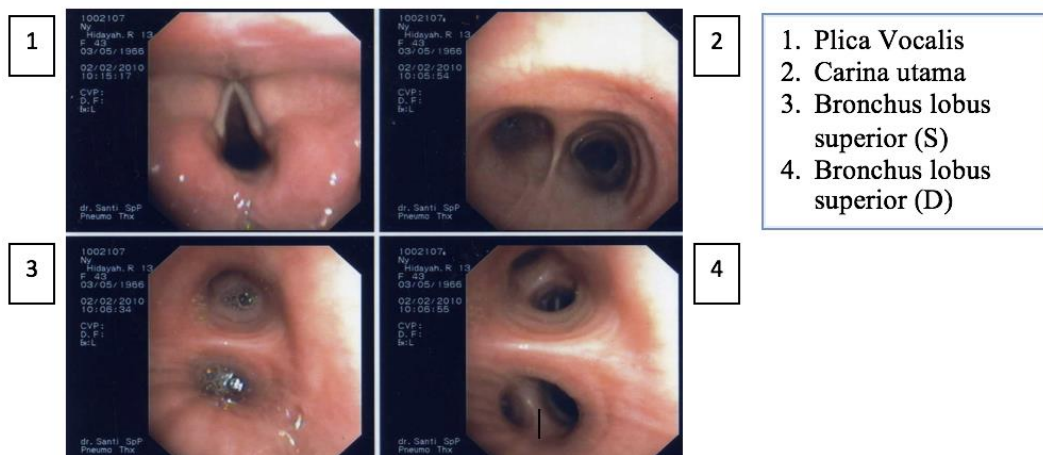 1
1002107
Ny
Hidayah.R 13
F 43
03/05/1966
02/02/2010
10:15:17
CVP:
D.F:
dr.Santi SpP
Pneumo Thx
1002107
Ny
Hidayah.R 13
F 43
03/05/1966
02/02/2010
10:05:54
CVP:
D.F:
dr.Santi SpP
Pneumo Thx
2
1. Plica Vocalis
2. Carina utama
3. Bronchus lobus
superior (S)
4. Bronchus lobus
superior (D)
3
1002107
Ny
Hidayah.R 13
F 43
03/05/1966
02/02/2010
10:06:34
CVP:
D.F:
dr.Santi SpP
Pneumo Thx
1002107
Ny
Hidayah.R 13
F 43
03/05/1966
02/02/2010
10:06:55
CVP:
D.F:
dr.Santi SpP
Pneumo Thx
4